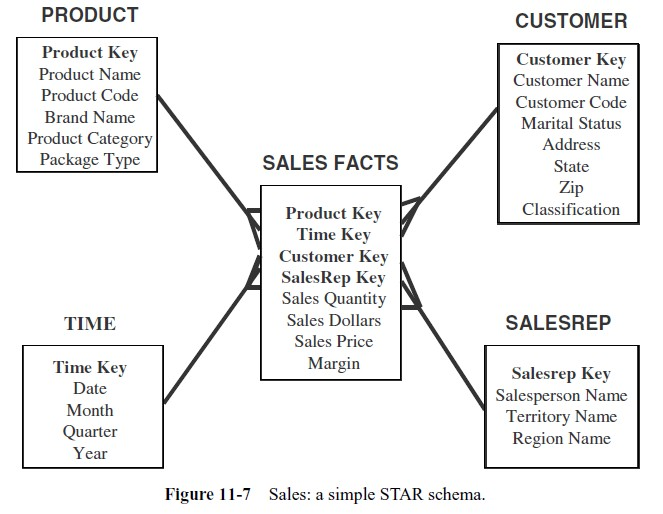 PRODUCT
Product Key
Product Name
Product Code
Brand Name
Product Category
Package Type
CUSTOMER
Customer Key
Customer Name
Customer Code
Marital Status
Address
State
Zip
Classification
SALES FACTS
Product Key
Time Key
Customer Key
SalesRep Key
Sales Quantity
Sales Dollars
Sales Price
Margin
TIME
Time Key
Date
Month
Quarter
Year
SALESREP
Salesrep Key
Salesperson Name
Territory Name
Region Name
Figure 11-7 Sales: a simple STAR schema.